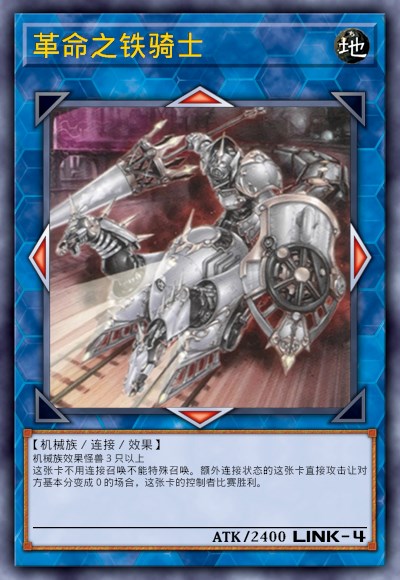 革命之铁骑士
地
【机械族／连接／效果】
机械族效果怪兽３只以上
这张卡不用连接召唤不能特殊召唤。额外连接状态的这张卡直接攻击让对
方基本分变成０的场合，这张卡的控制者比赛胜利。
ATK/2400 LINK-4